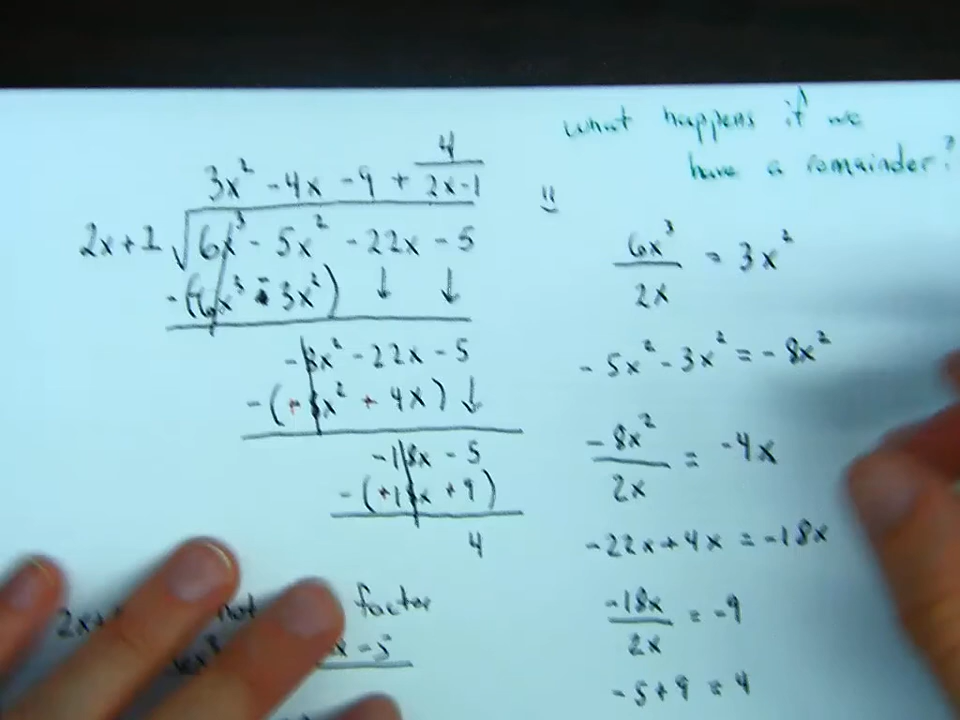 what happens if we
have a remainder?
4
3x² -4x -9 + 2x-1
2x+1 √6x³ - 5x² -22x -5
-(6x³ - 3x²) ↓ ↓
-8x² -22x -5
-(+8x² + 4x) ↓
-18x -5
-(+18x +9)
4
not factor
x -5
6x³ / 2x = 3x²
-5x² -3x² = -8x²
-8x² / 2x = -4x
-22x+4x = -18x
-18x / 2x = -9
-5+9 = 4